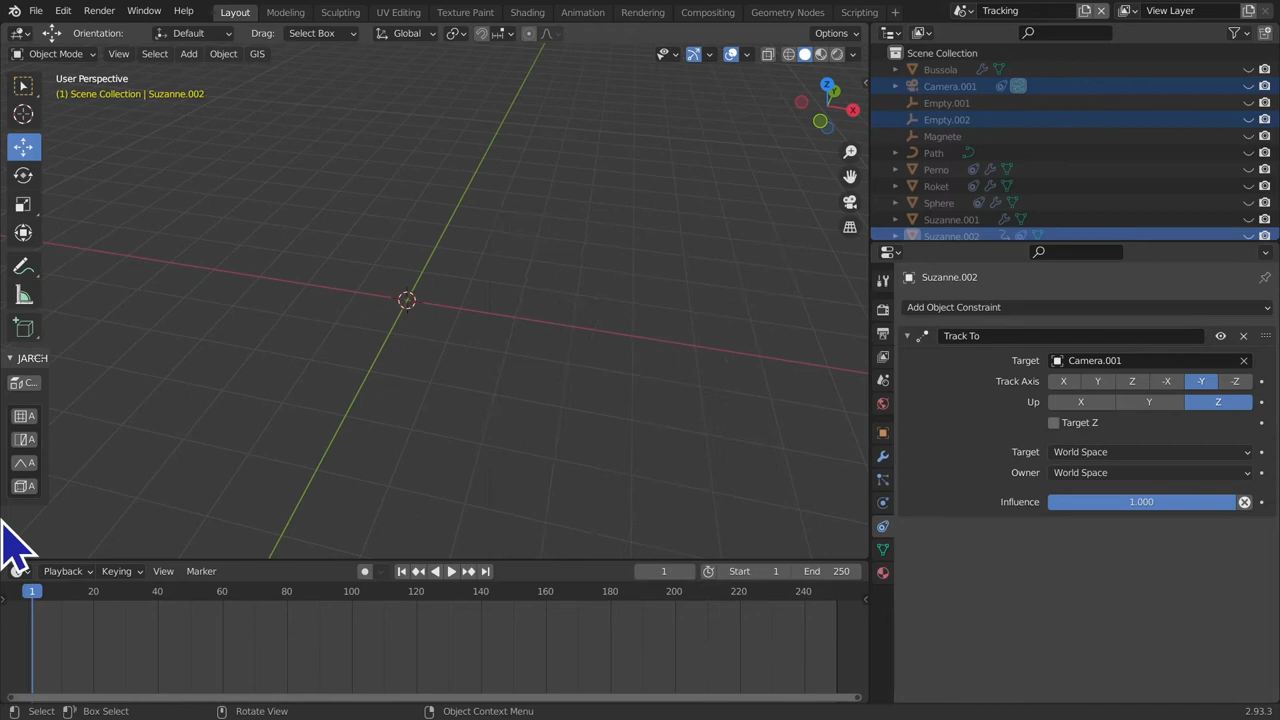 File Edit Render Window Help Layout Modeling Sculpting UV Editing Texture Paint Shading Animation Rendering Compositing Geometry Nodes Scripting + Tracking View Layer
Orientation: Default Drag: Select Box Global Options
Object Mode View Select Add Object GIS
User Perspective
(1) Scene Collection | Suzanne.002
Z
Y
X
JARCH
C...
A
A
A
A
Scene Collection
Bussola
Camera.001
Empty.001
Empty.002
Magnete
Path
Perno
Roket
Sphere
Suzanne.001
Suzanne.002
Suzanne.002
Add Object Constraint
Track To
Target Camera.001
Track Axis X Y Z -X -Y -Z
Up X Y Z
Target Z
Target World Space
Owner World Space
Influence 1.000
Playback Keying View Marker 1 Start 1 End 250
1 20 40 60 80 100 120 140 160 180 200 220 240
Select Box Select Rotate View Object Context Menu 2.93.3